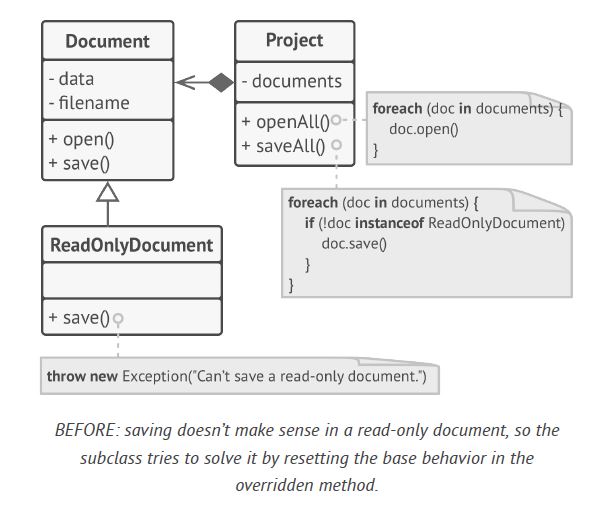 Document
- data
- filename
+ open()
+ save()
Project
- documents
+ openAll()
+ saveAll()
foreach (doc in documents) {
doc.open()
}
foreach (doc in documents) {
if (!doc instanceof ReadOnlyDocument)
doc.save()
}
}
ReadOnlyDocument
+ save()
throw new Exception("Can't save a read-only document.")
BEFORE: saving doesn't make sense in a read-only document, so the
subclass tries to solve it by resetting the base behavior in the
overridden method.